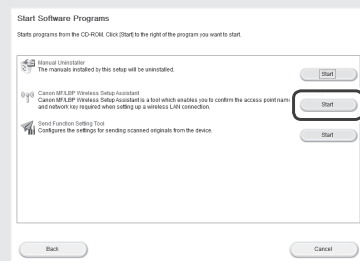 Start Software Programs
Starts programs from the CD-ROM. Click [Start] to the right of the program you want to start.
Manual Uninstaller
The manuals installed by this setup will be uninstalled.
Start
Canon MF/LBP Wireless Setup Assistant
Canon MF/LBP Wireless Setup Assistant is a tool which enables you to confirm the access point name
and network key required when setting up a wireless LAN connection.
Start
Send Function Setting Tool
Configures the settings for sending scanned originals from the device.
Start
Back
Cancel